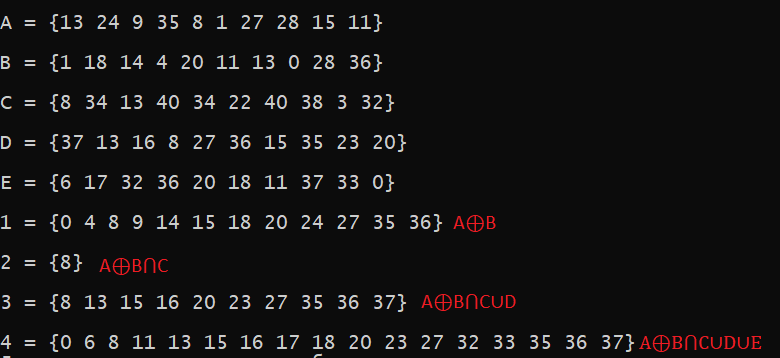 A = {13 24 9 35 8 1 27 28 15 11}
B = {1 18 14 4 20 11 13 0 28 36}
C = {8 34 13 40 34 22 40 38 3 32}
D = {37 13 16 8 27 36 15 35 23 20}
E = {6 17 32 36 20 18 11 37 33 0}
1 = {0 4 8 9 14 15 18 20 24 27 35 36} A⊕B
2 = {8} A⊕B∩C
3 = {8 13 15 16 20 23 27 35 36 37} A⊕B∩C∪D
4 = {0 6 8 11 13 15 16 17 18 20 23 27 32 33 35 36 37} A⊕B∩C∪D∪E